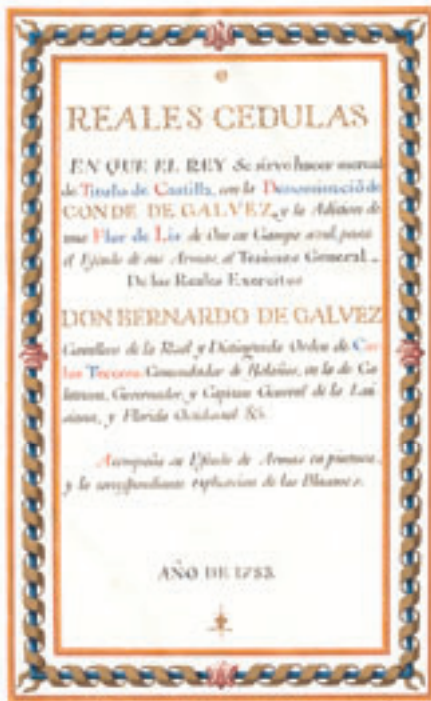 REALES CEDULAS
EN QUE EL REY Se sirve hacer merced
de Titulo de Castilla, con la Denominació de
CONDE DE GALVEZ, y la Adicion de
una Flor de Lis de Oro en Campo azul, para
el Escudo de sus Armas, al Teniente General
De los Reales Exercitos
DON BERNARDO DE GALVEZ
Cavallero de la Real y Distinguida Orden de Car-
los Tercero Comendador de Bolaños, en la de Ca-
latrava, Governador y Capitan General de la Lui-
siana, y Florida Occidental &c.
Acompaña su Escudo de Armas en pintura,
y la correspondiente explicacion de los Blasones.
AÑO DE 1783